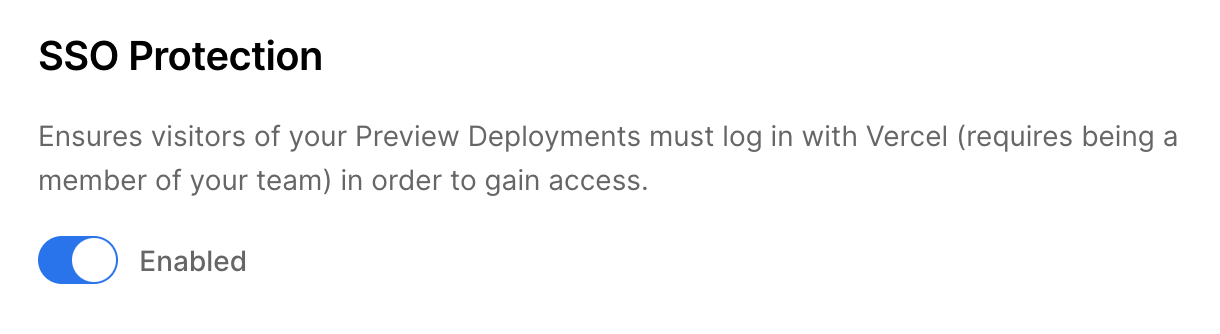 SSO Protection
Ensures visitors of your Preview Deployments must log in with Vercel (requires being a
member of your team) in order to gain access.
Enabled